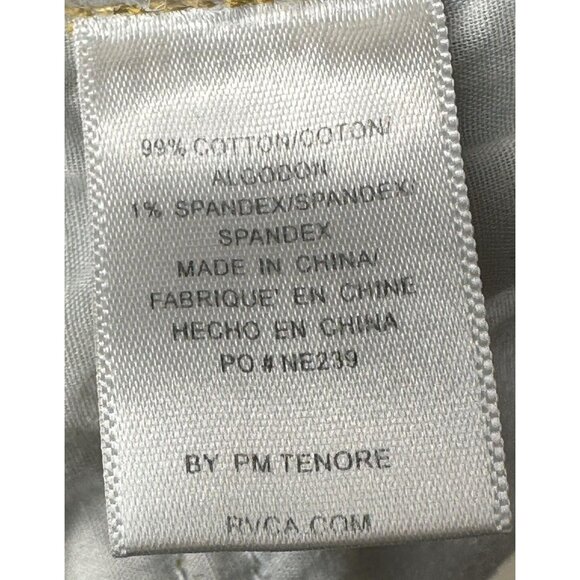 99% COTTON/COTON/
ALGODON
1% SPANDEX/SPANDEX/
SPANDEX
MADE IN CHINA/
FABRIQUE' EN CHINE
HECHO EN CHINA
PO # NE239
BY PM TENORE
RVCA.COM